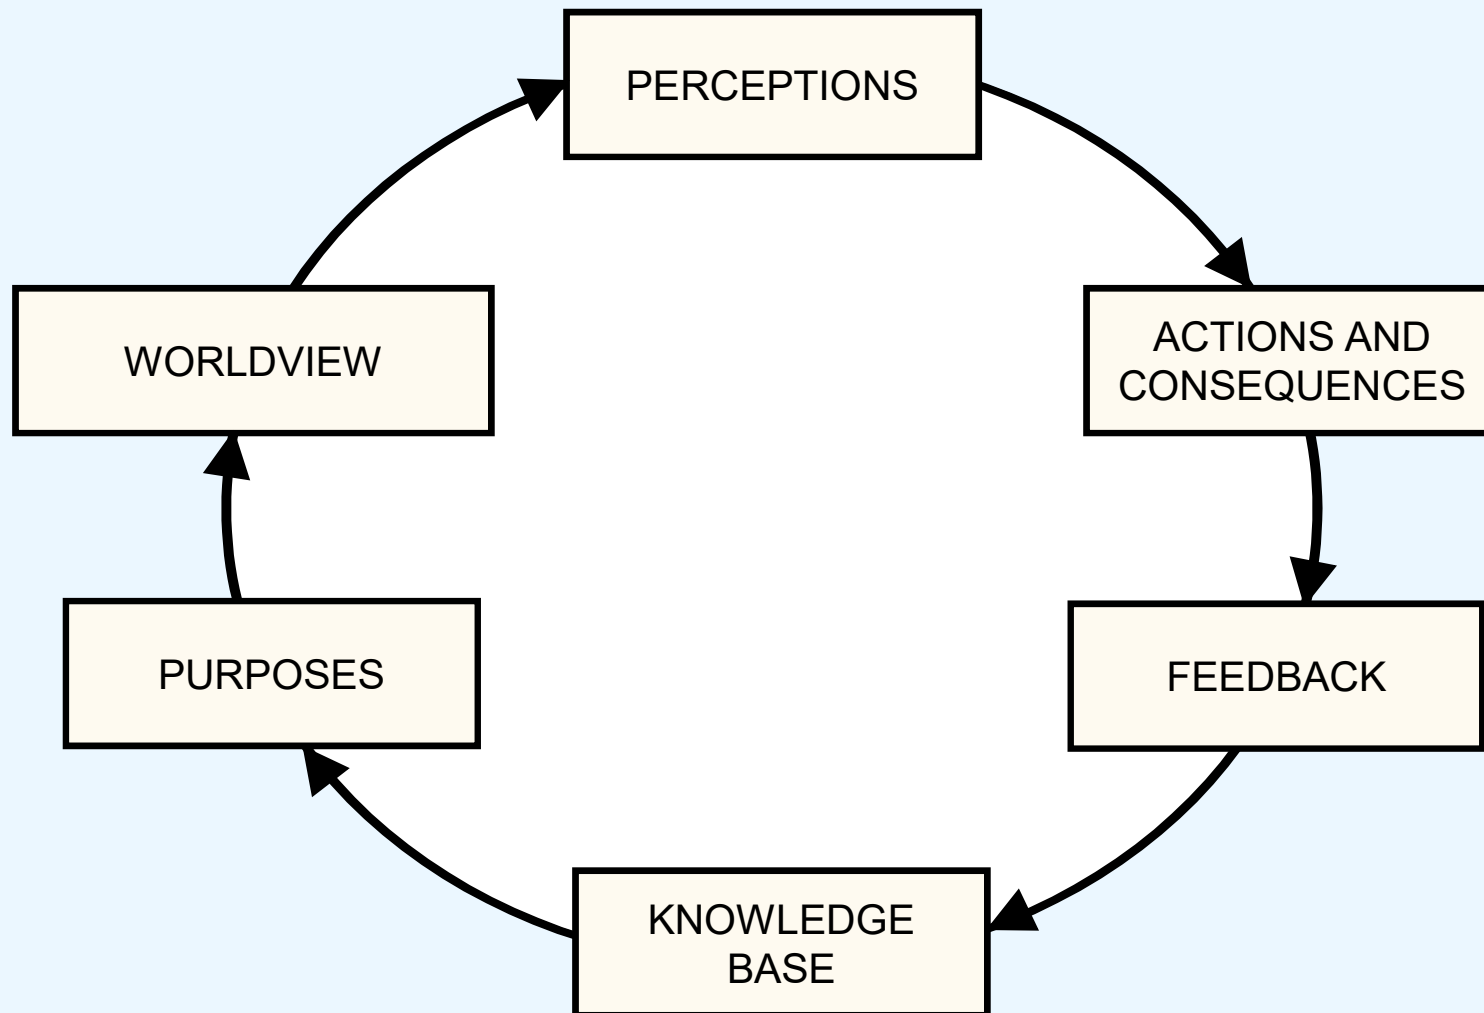 PERCEPTIONS
ACTIONS AND
CONSEQUENCES
FEEDBACK
KNOWLEDGE
BASE
PURPOSES
WORLDVIEW